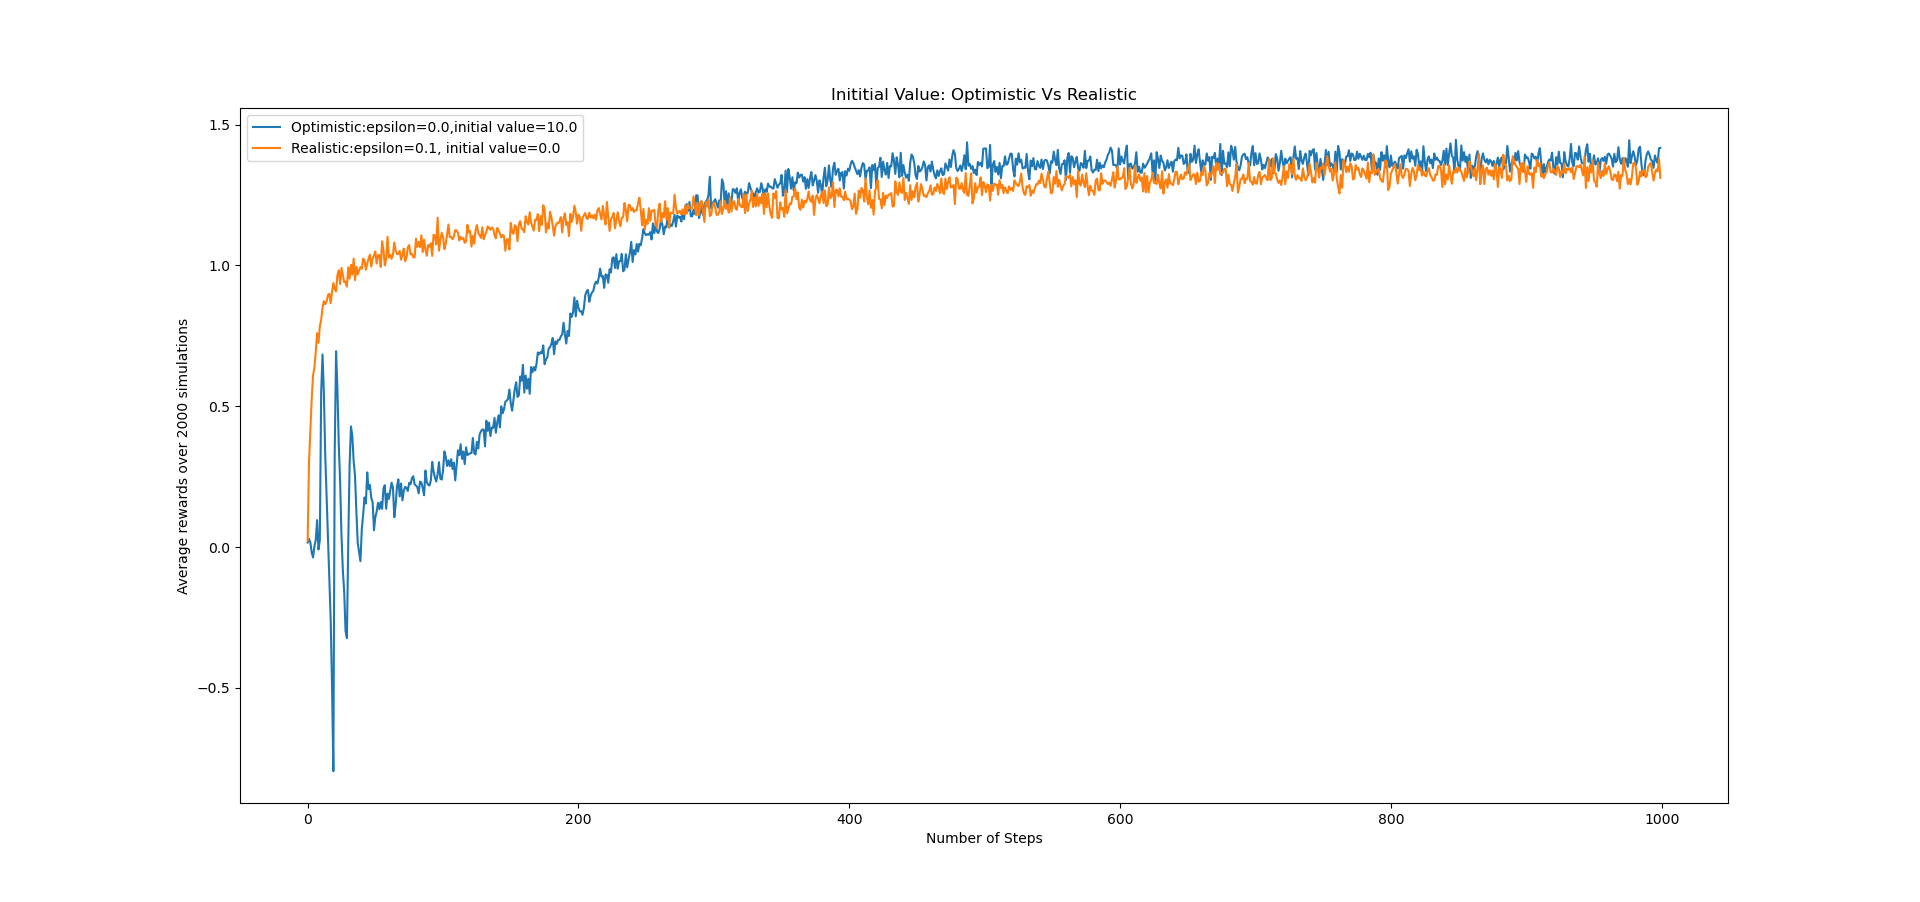 Inititial Value: Optimistic Vs Realistic
Optimistic:epsilon=0.0,initial value=10.0
Realistic:epsilon=0.1, initial value=0.0
1.5
1.0
0.5
0.0
−0.5
Average rewards over 2000 simulations
0 200 400 600 800 1000
Number of Steps